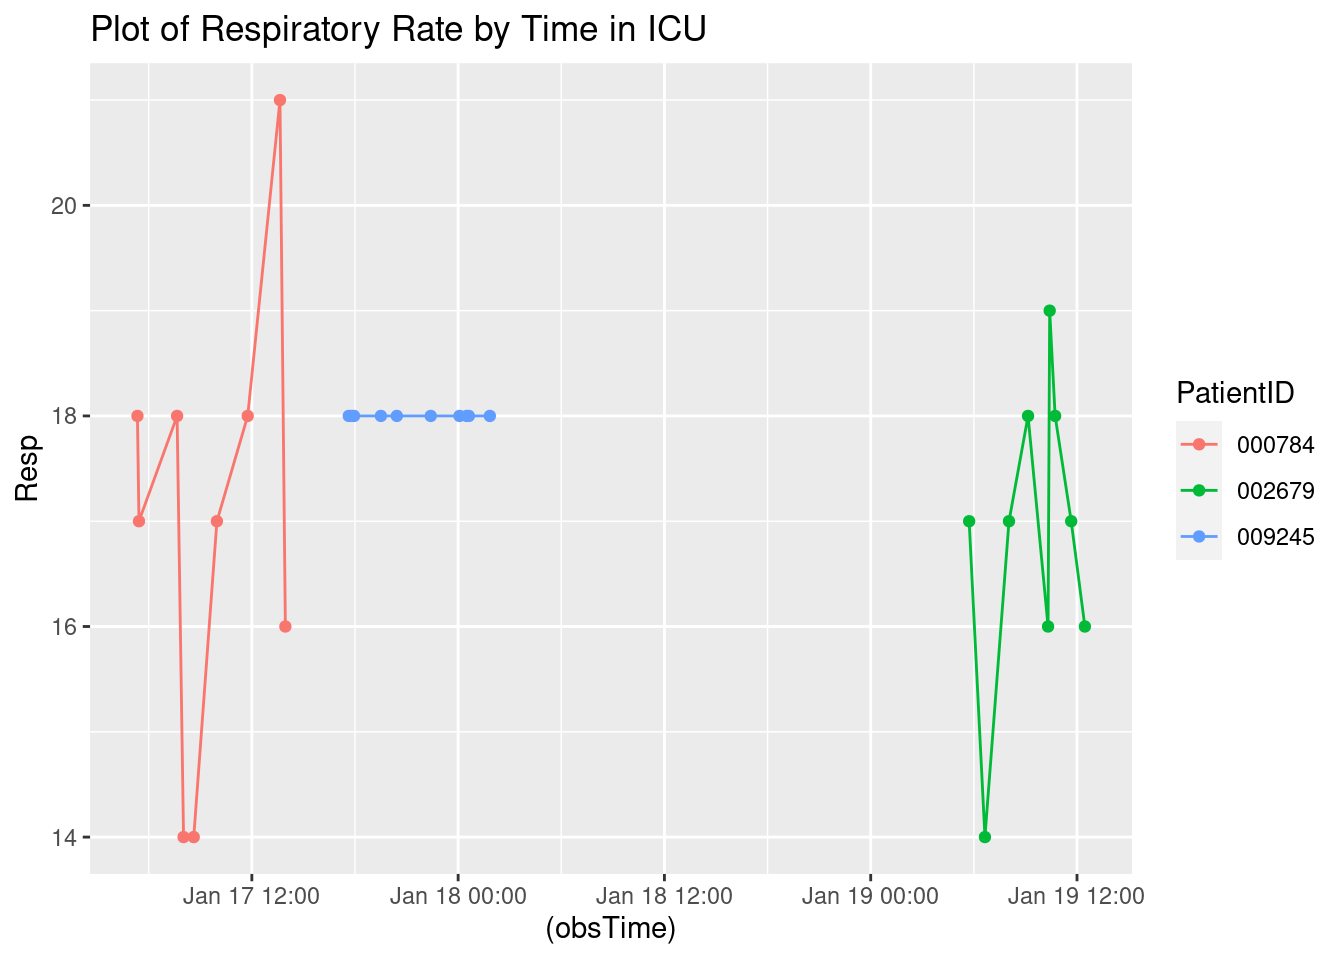 Plot of Respiratory Rate by Time in ICU
20
18
16
14
Resp
Jan 17 12:00
Jan 18 00:00
Jan 18 12:00
Jan 19 00:00
Jan 19 12:00
(obsTime)
PatientID
000784
002679
009245